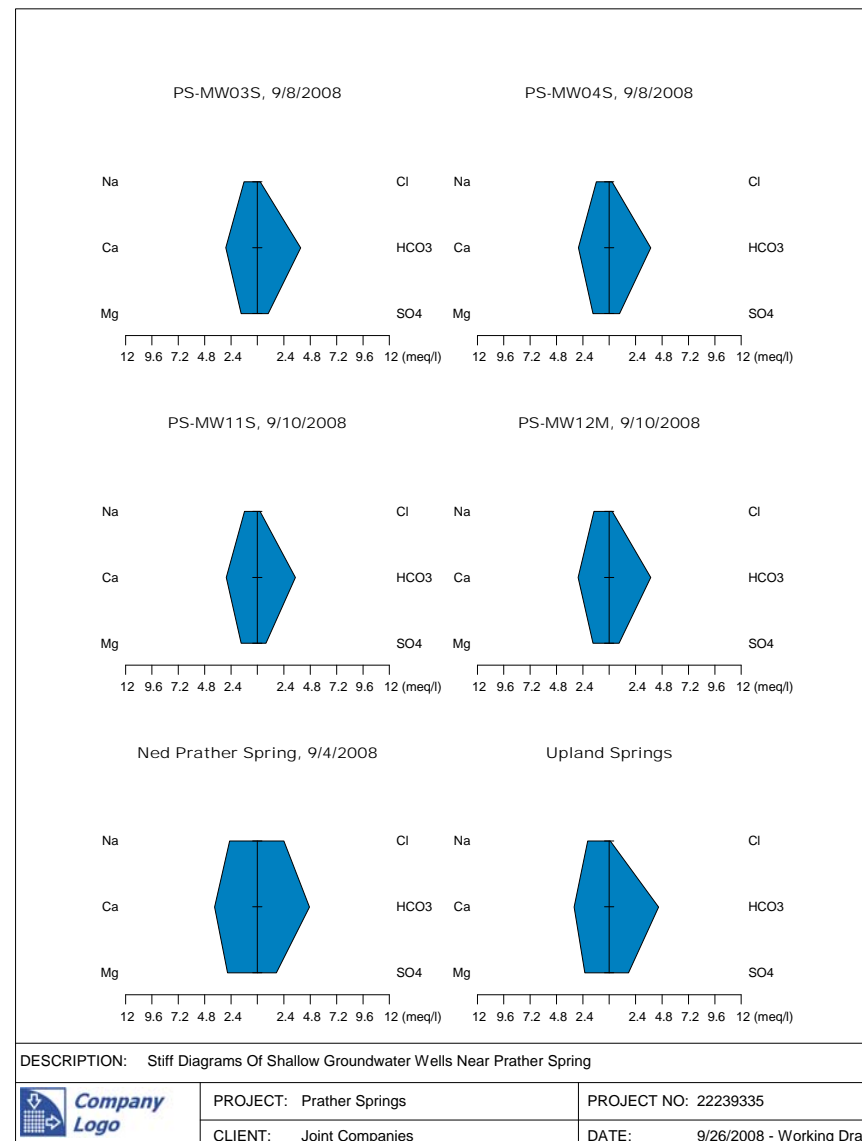 PS-MW03S, 9/8/2008
Na Cl
Ca HCO3
Mg SO4
12 9.6 7.2 4.8 2.4 2.4 4.8 7.2 9.6 12 (meq/l)
PS-MW04S, 9/8/2008
Na Cl
Ca HCO3
Mg SO4
12 9.6 7.2 4.8 2.4 2.4 4.8 7.2 9.6 12 (meq/l)
PS-MW11S, 9/10/2008
Na Cl
Ca HCO3
Mg SO4
12 9.6 7.2 4.8 2.4 2.4 4.8 7.2 9.6 12 (meq/l)
PS-MW12M, 9/10/2008
Na Cl
Ca HCO3
Mg SO4
12 9.6 7.2 4.8 2.4 2.4 4.8 7.2 9.6 12 (meq/l)
Ned Prather Spring, 9/4/2008
Na Cl
Ca HCO3
Mg SO4
12 9.6 7.2 4.8 2.4 2.4 4.8 7.2 9.6 12 (meq/l)
Upland Springs
Na Cl
Ca HCO3
Mg SO4
12 9.6 7.2 4.8 2.4 2.4 4.8 7.2 9.6 12 (meq/l)
DESCRIPTION: Stiff Diagrams Of Shallow Groundwater Wells Near Prather Spring
Company
Logo
PROJECT: Prather Springs
PROJECT NO: 22239335
CLIENT: Joint Companies
DATE: 9/26/2008 - Working Dra